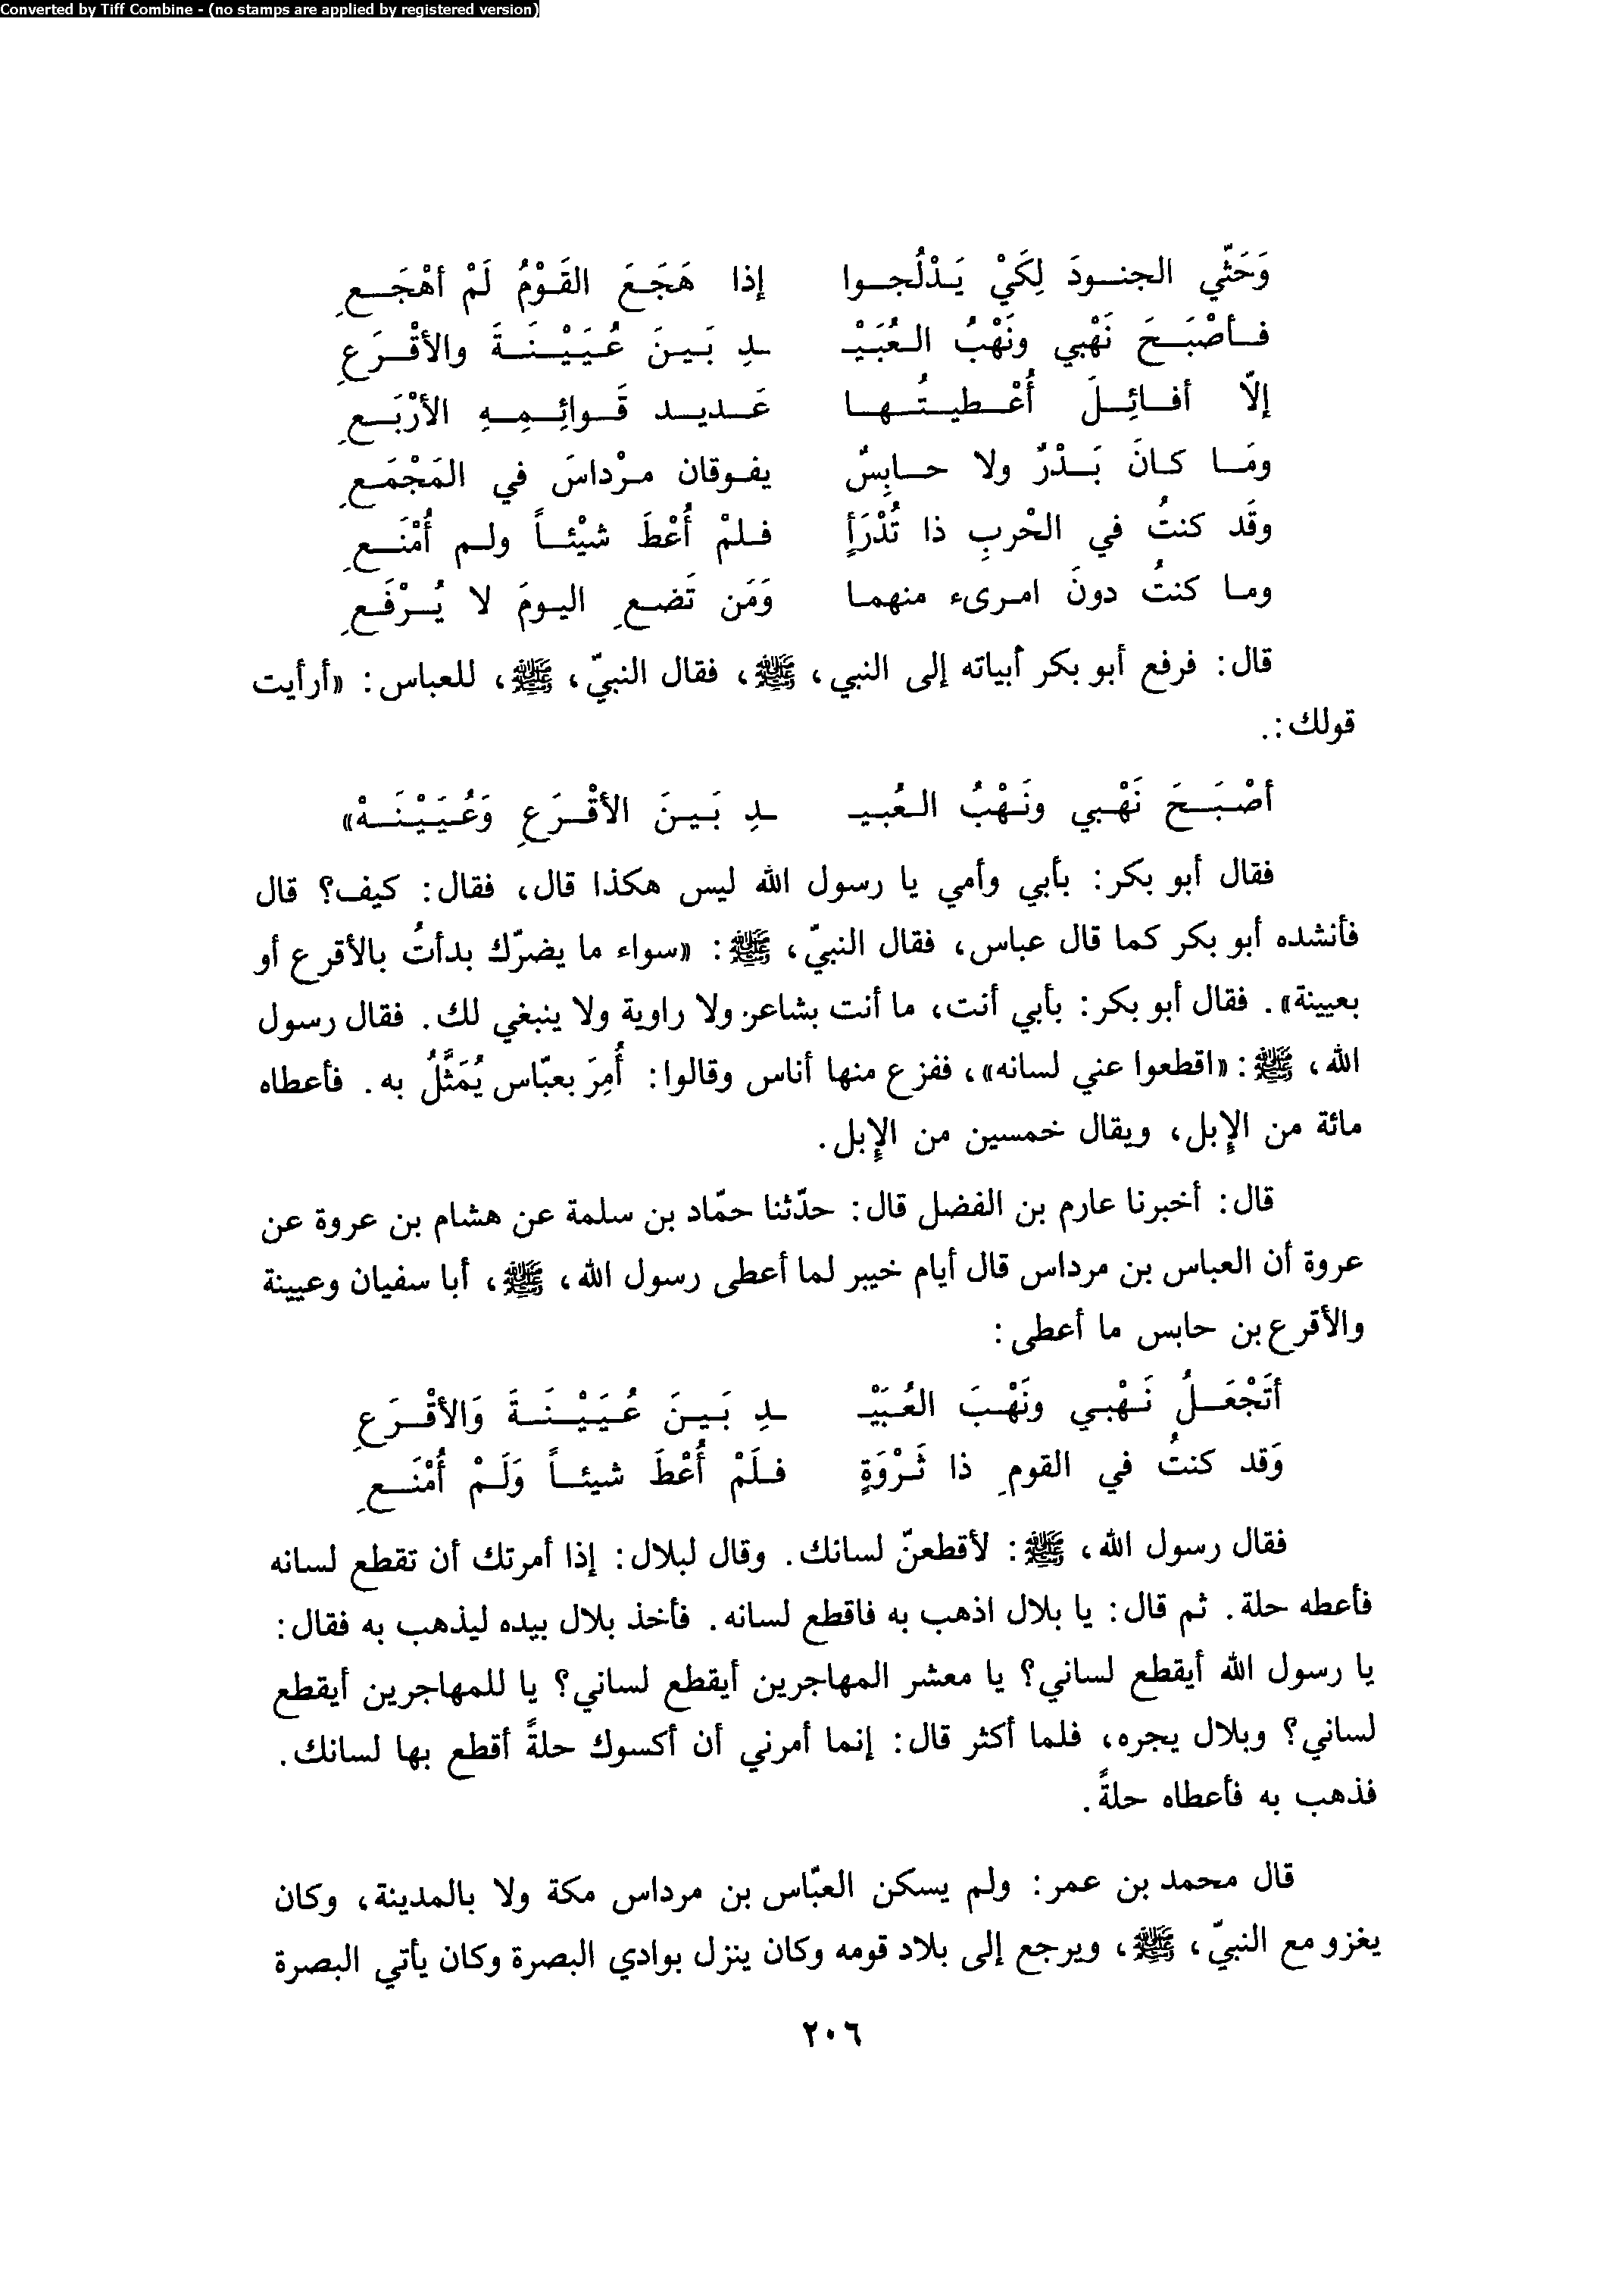 Converted by Tiff Combine - (no stamps are applied by registered version)
وَحَثّي الجنودَ لِكَيْ يَدْلُجوا إذا هَجَعَ القَوْمُ لَمْ أهْجَعِ
فأصْبَحَ نَهْبي ونَهْبُ العُبَيْـ ـدِ بَينَ عُيَيْنَةَ والأقْرَعِ
إلّا أفائِلَ أُعْطيتُها عَديد قَوائِمِهِ الأرْبَعِ
ومَا كانَ بَدْرٌ ولا حابِسٌ يفوقان مرْداسَ في المَجْمَعِ
وقَد كنتُ في الحْربِ ذا تُدْرَأٍ فلمْ أُعْطَ شيْئاً ولم أُمْنَعِ
وما كنتُ دونَ امرىء منهما وَمَن تَضعِ اليومَ لا يُرْفَعِ
قال: فرفع أبو بكر أبياته إلى النبي، ﷺ، فقال النبيّ، ﷺ، للعباس: «أرأيت
قولك:.
أصْبَحَ نَهْبي ونَهْبُ العُبيـ ـدِ بَينَ الأقْرَعِ وَعُيَيْنَهْ»
فقال أبو بكر: بأبي وأمي يا رسول الله ليس هكذا قال، فقال: كيف؟ قال
فأنشده أبو بكر كما قال عباس، فقال النبيّ، ﷺ: «سواء ما يضرّك بدأتُ بالأقرع أو
بعيينة». فقال أبو بكر: بأبي أنت، ما أنت بشاعر ولا راوية ولا ينبغي لك. فقال رسول
الله، ﷺ: «اقطعوا عني لسانه»، ففزع منها أناس وقالوا: أُمِرَ بعبّاس يُمَثَّلُ به. فأعطاه
مائة من الإبل، ويقال خمسين من الإبل.
قال: أخبرنا عارم بن الفضل قال: حدّثنا حمّاد بن سلمة عن هشام بن عروة عن
عروة أن العباس بن مرداس قال أيام خيبر لما أعطى رسول الله، ﷺ، أبا سفيان وعيينة
والأقرع بن حابس ما أعطى:
أتَجْعَلُ نَهْبي ونَهْبَ العُبَيْـ ـدِ بَينَ عُيَيْنَةَ وَالأقْرَعِ
وَقد كنتُ في القومِ ذا ثَرْوَةٍ فلَمْ أُعْطَ شيئاً وَلَمْ أُمْنَعِ
فقال رسول الله، ﷺ: لأقطعنّ لسانك. وقال لبلال: إذا أمرتك أن تقطع لسانه
فأعطه حلة. ثم قال: يا بلال اذهب به فاقطع لسانه. فأخذ بلال بيده ليذهب به فقال:
يا رسول الله أيقطع لساني؟ يا معشر المهاجرين أيقطع لساني؟ يا للمهاجرين أيقطع
لساني؟ وبلال يجره، فلما أكثر قال: إنما أمرني أن أكسوك حلةً أقطع بها لسانك.
فذهب به فأعطاه حلةً.
قال محمد بن عمر: ولم يسكن العبّاس بن مرداس مكة ولا بالمدينة، وكان
يغزو مع النبيّ، ﷺ، ويرجع إلى بلاد قومه وكان ينزل بوادي البصرة وكان يأتي البصرة
٢٠٦